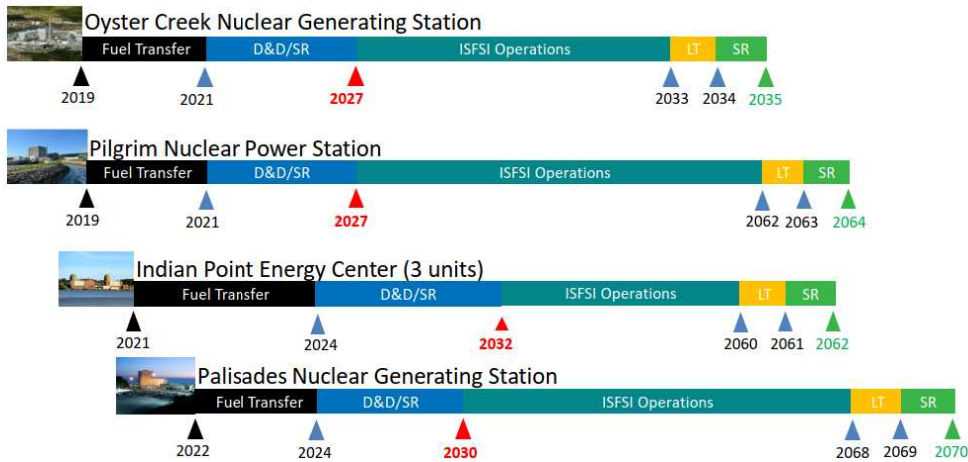 Oyster Creek Nuclear Generating Station
Fuel Transfer D&D/SR ISFSI Operations LT SR
2019 2021 2027 2033 2034 2035
Pilgrim Nuclear Power Station
Fuel Transfer D&D/SR ISFSI Operations LT SR
2019 2021 2027 2062 2063 2064
Indian Point Energy Center (3 units)
Fuel Transfer D&D/SR ISFSI Operations LT SR
2021 2024 2032 2060 2061 2062
Palisades Nuclear Generating Station
Fuel Transfer D&D/SR ISFSI Operations LT SR
2022 2024 2030 2068 2069 2070